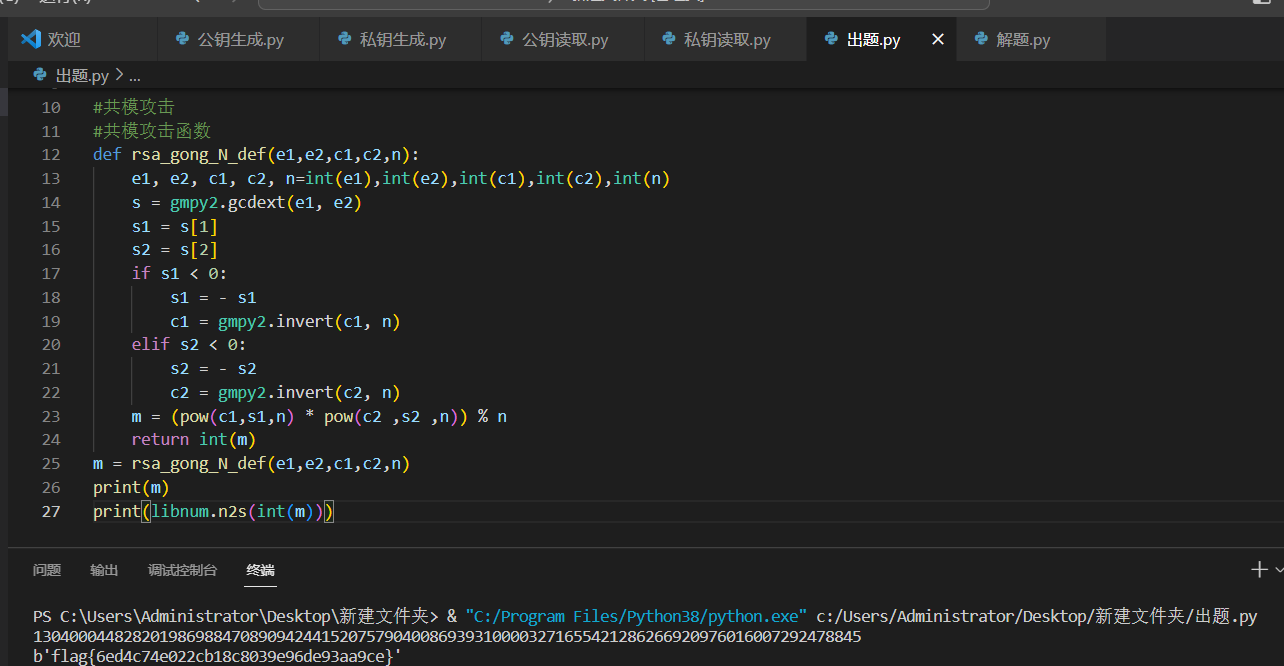 欢迎 公钥生成.py 私钥生成.py 公钥读取.py 私钥读取.py 出题.py × 解题.py
出题.py > ...
10 #共模攻击
11 #共模攻击函数
12 def rsa_gong_N_def(e1,e2,c1,c2,n):
13     e1, e2, c1, c2, n=int(e1),int(e2),int(c1),int(c2),int(n)
14     s = gmpy2.gcdext(e1, e2)
15     s1 = s[1]
16     s2 = s[2]
17     if s1 < 0:
18         s1 = - s1
19         c1 = gmpy2.invert(c1, n)
20     elif s2 < 0:
21         s2 = - s2
22         c2 = gmpy2.invert(c2, n)
23     m = (pow(c1,s1,n) * pow(c2 ,s2 ,n)) % n
24     return int(m)
25 m = rsa_gong_N_def(e1,e2,c1,c2,n)
26 print(m)
27 print(libnum.n2s(int(m)))
问题 输出 调试控制台 终端
PS C:\Users\Administrator\Desktop\新建文件夹> & "C:/Program Files/Python38/python.exe" c:/Users/Administrator/Desktop/新建文件夹/出题.py
13040004482820198698847089094244152075790400869393100003271655421286266920976016007292478845
b'flag{6ed4c74e022cb18c8039e96de93aa9ce}'